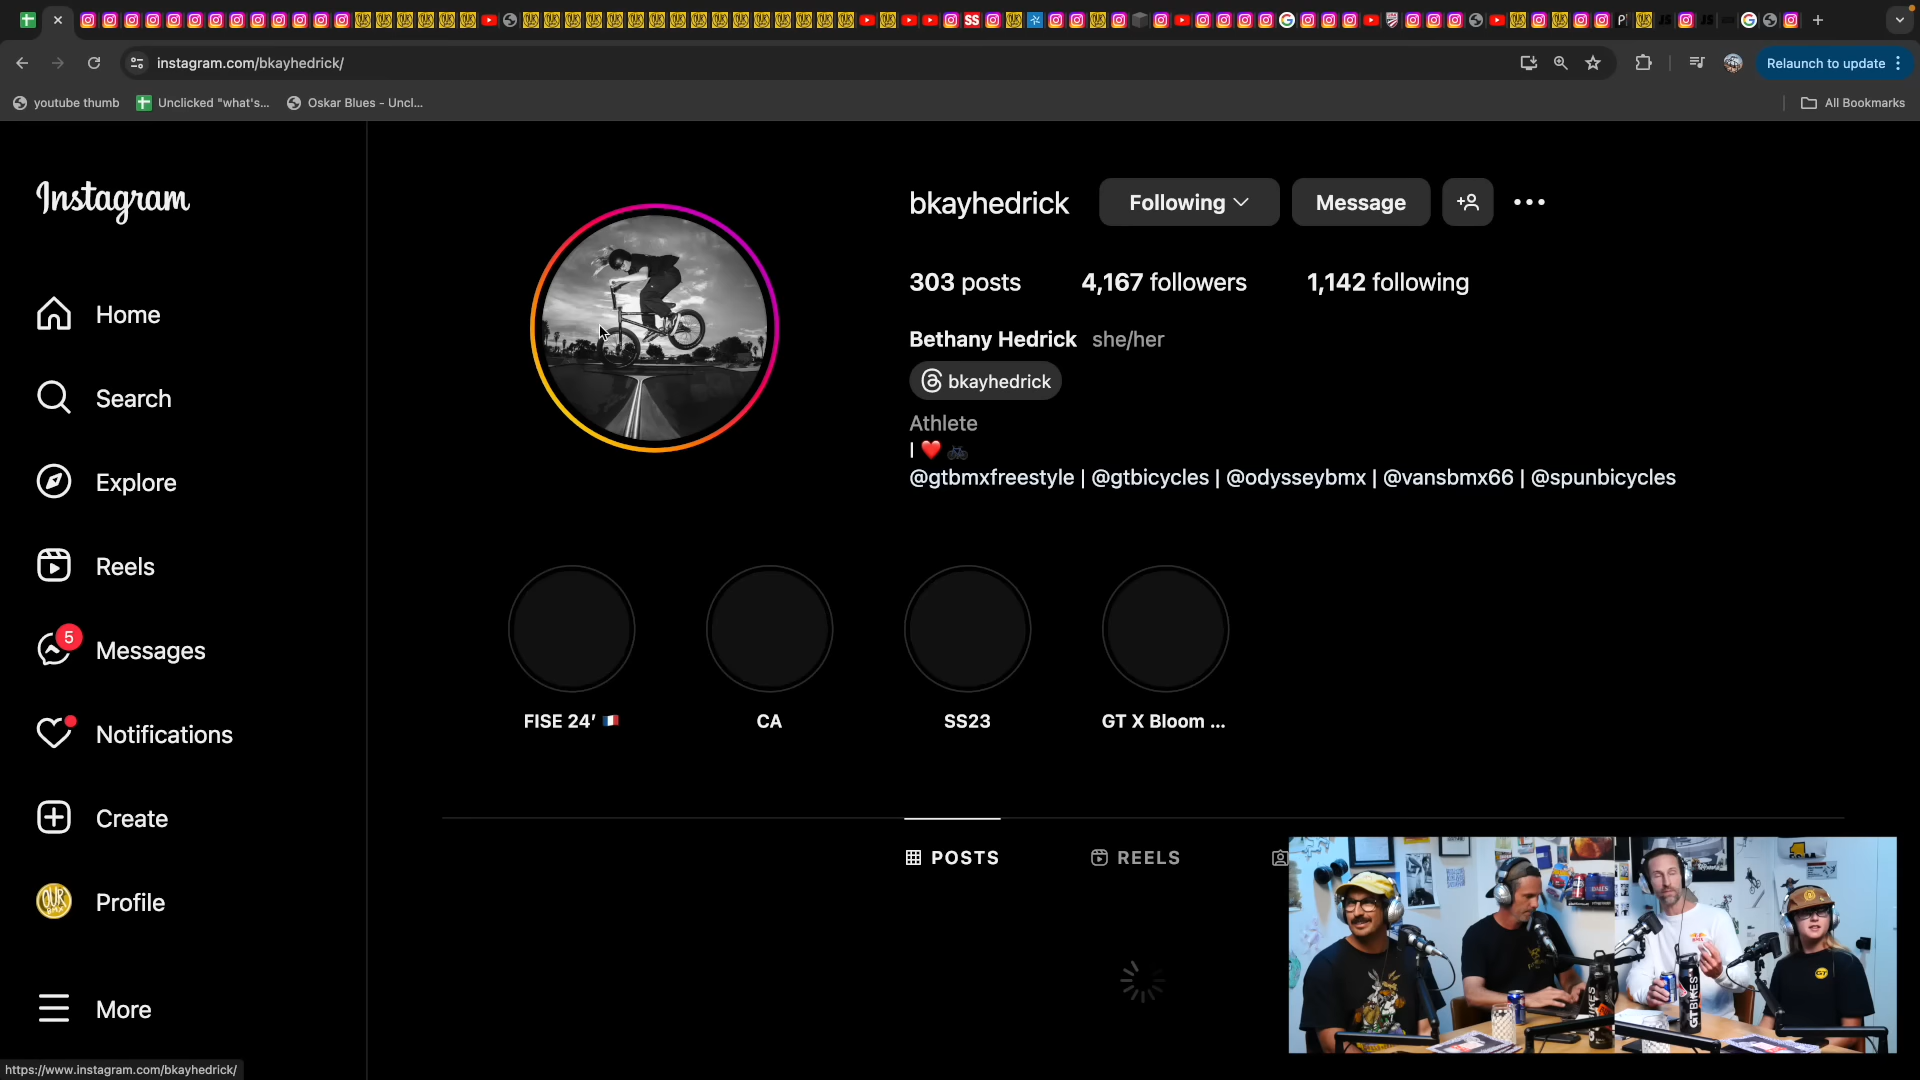 instagram.com/bkayhedrick/
Relaunch to update
youtube thumb
Unclicked "what's...
Oskar Blues - Uncl...
All Bookmarks
Instagram
bkayhedrick
Following
Message
303 posts
4,167 followers
1,142 following
Bethany Hedrick she/her
bkayhedrick
Athlete
I ❤️ 🚲
@gtbmxfreestyle | @gtbicycles | @odysseybmx | @vansbmx66 | @spunbicycles
Home
Search
Explore
Reels
5
Messages
Notifications
Create
Profile
More
FISE 24' 🇫🇷
CA
SS23
GT X Bloom ...
POSTS
REELS
GTBIKES
https://www.instagram.com/bkayhedrick/